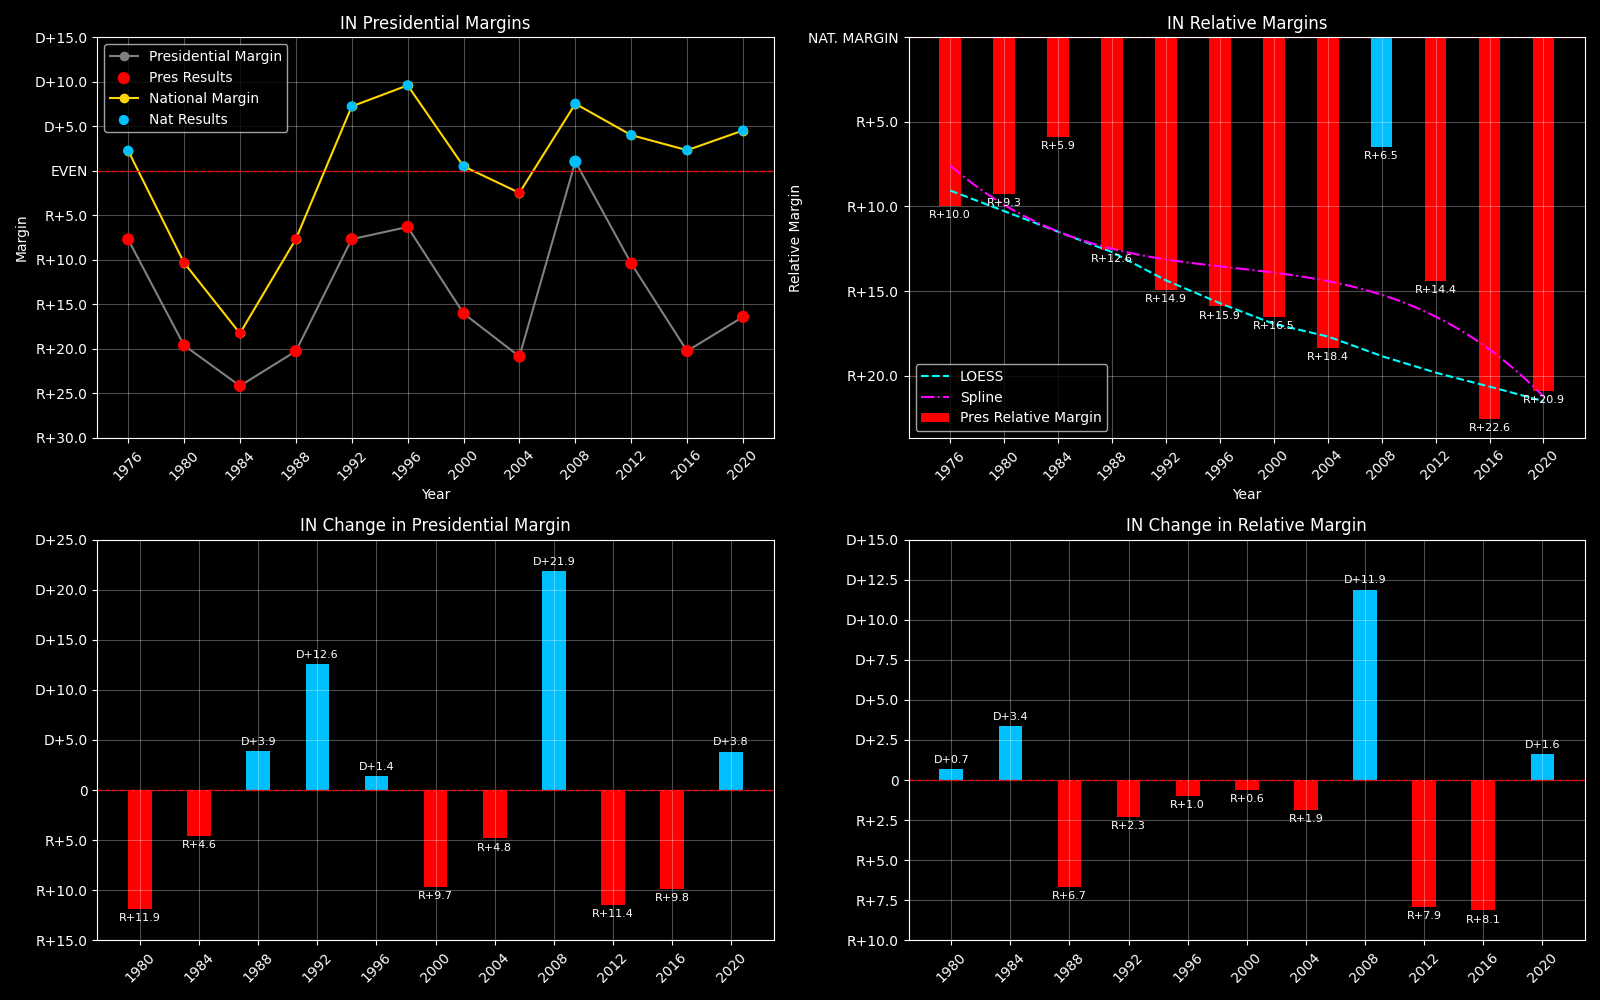 IN Presidential Margins
D+15.0
D+10.0
D+5.0
EVEN
R+5.0
R+10.0
R+15.0
R+20.0
R+25.0
R+30.0
Margin
Presidential Margin
Pres Results
National Margin
Nat Results
1976 1980 1984 1988 1992 1996 2000 2004 2008 2012 2016 2020
Year
IN Relative Margins
NAT. MARGIN
R+5.0
R+10.0
R+15.0
R+20.0
Relative Margin
R+10.0
R+9.3
R+5.9
R+12.6
R+14.9
R+15.9
R+16.5
R+18.4
R+6.5
R+14.4
R+22.6
R+20.9
LOESS
Spline
Pres Relative Margin
1976 1980 1984 1988 1992 1996 2000 2004 2008 2012 2016 2020
Year
IN Change in Presidential Margin
D+25.0
D+20.0
D+15.0
D+10.0
D+5.0
0
R+5.0
R+10.0
R+15.0
R+11.9
R+4.6
D+3.9
D+12.6
D+1.4
R+9.7
R+4.8
D+21.9
R+11.4
R+9.8
D+3.8
1980 1984 1988 1992 1996 2000 2004 2008 2012 2016 2020
IN Change in Relative Margin
D+15.0
D+12.5
D+10.0
D+7.5
D+5.0
D+2.5
0
R+2.5
R+5.0
R+7.5
R+10.0
D+0.7
D+3.4
R+6.7
R+2.3
R+1.0
R+0.6
R+1.9
D+11.9
R+7.9
R+8.1
D+1.6
1980 1984 1988 1992 1996 2000 2004 2008 2012 2016 2020